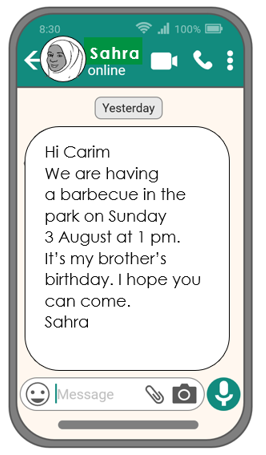 8:30 100%
Sahra
online
Yesterday
Hi Carim
We are having
a barbecue in the
park on Sunday
3 August at 1 pm.
It's my brother's
birthday. I hope you
can come.
Sahra
Message